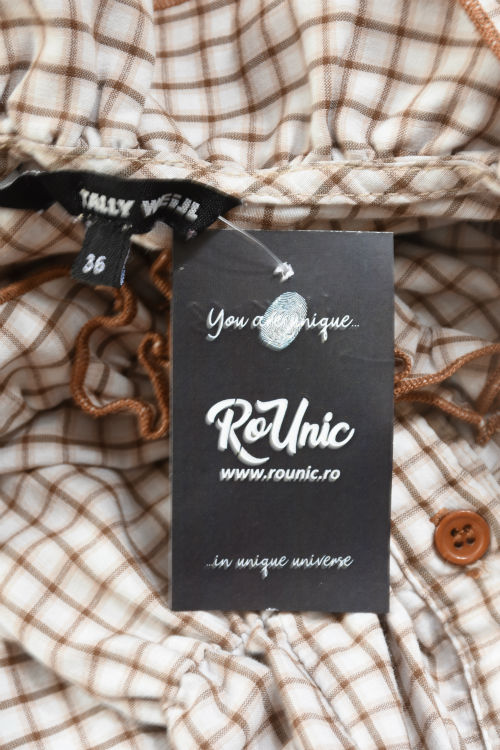 TALLY WEiJL
36
You are unique...
RoUnic
www.rounic.ro
...in unique universe